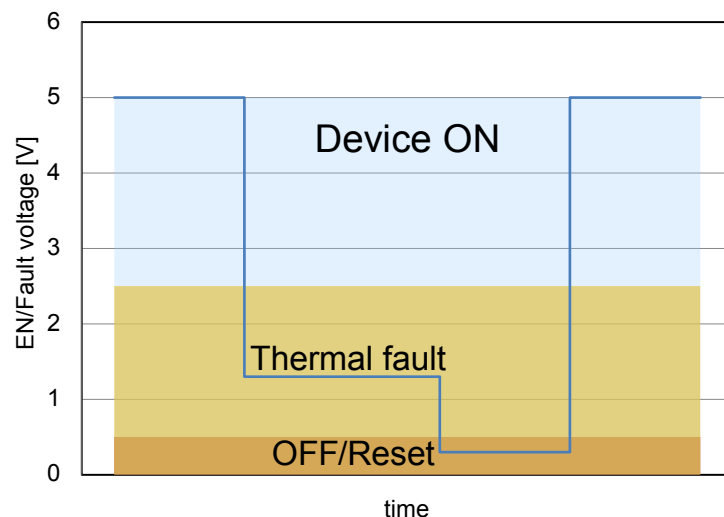 6
5
Device ON
4
EN/Fault voltage [V]
3
2
Thermal fault
1
OFF/Reset
0
time